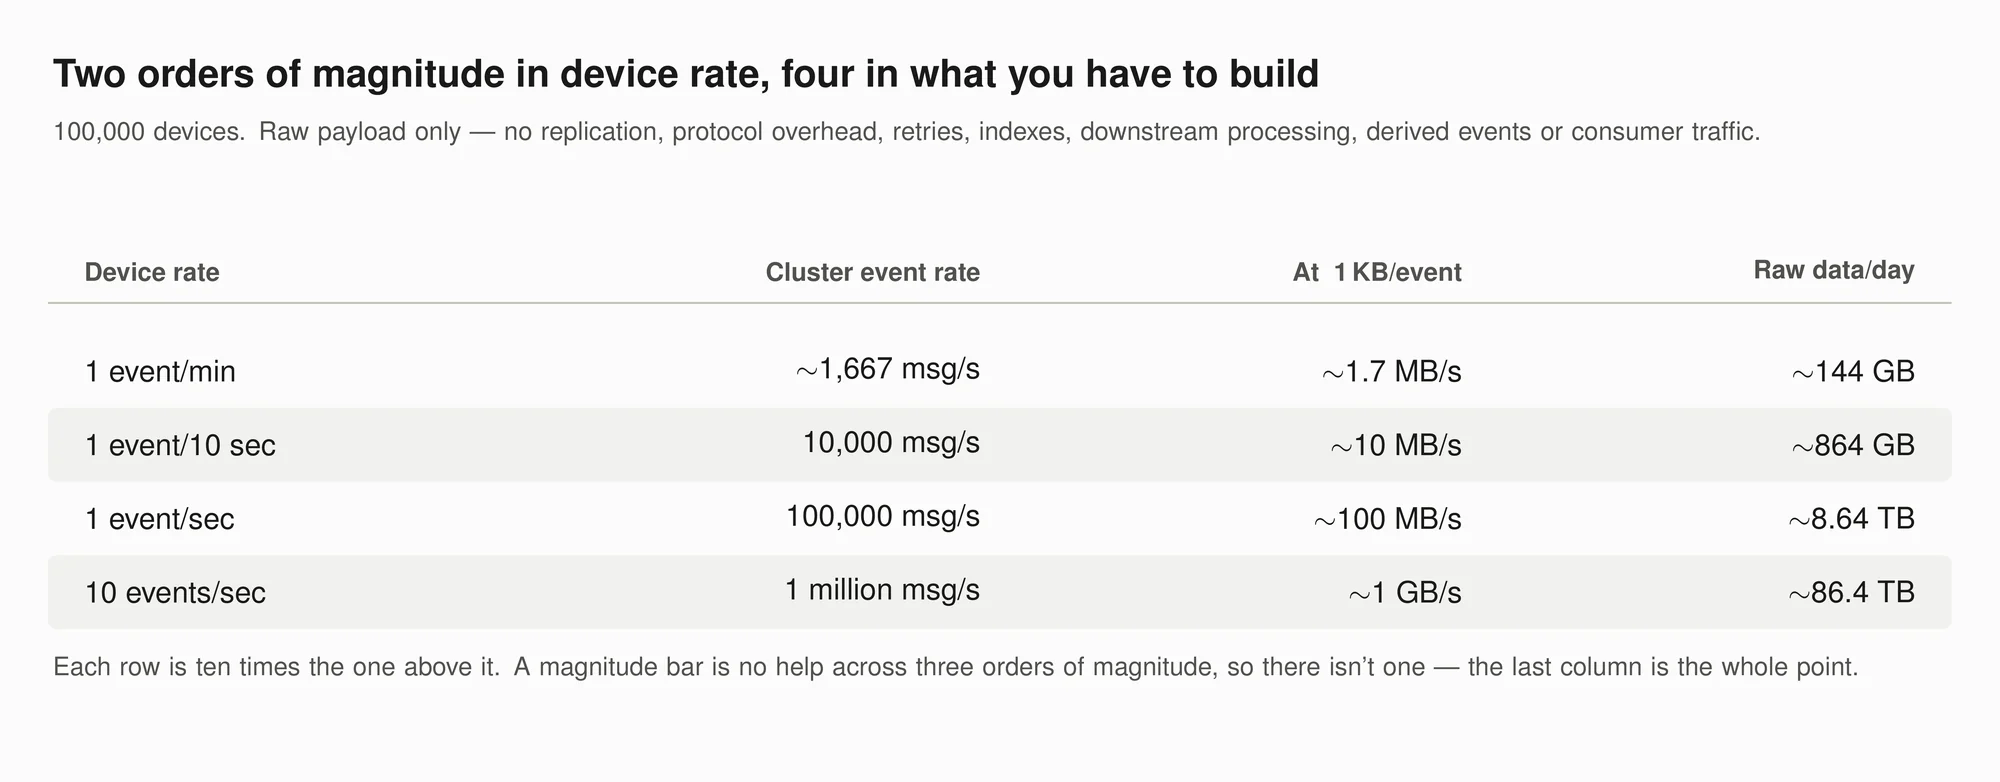 Two orders of magnitude in device rate, four in what you have to build
100,000 devices. Raw payload only — no replication, protocol overhead, retries, indexes, downstream processing, derived events or consumer traffic.
Device rate Cluster event rate At 1 KB/event Raw data/day
1 event/min ~1,667 msg/s ~1.7 MB/s ~144 GB
1 event/10 sec 10,000 msg/s ~10 MB/s ~864 GB
1 event/sec 100,000 msg/s ~100 MB/s ~8.64 TB
10 events/sec 1 million msg/s ~1 GB/s ~86.4 TB
Each row is ten times the one above it. A magnitude bar is no help across three orders of magnitude, so there isn’t one — the last column is the whole point.